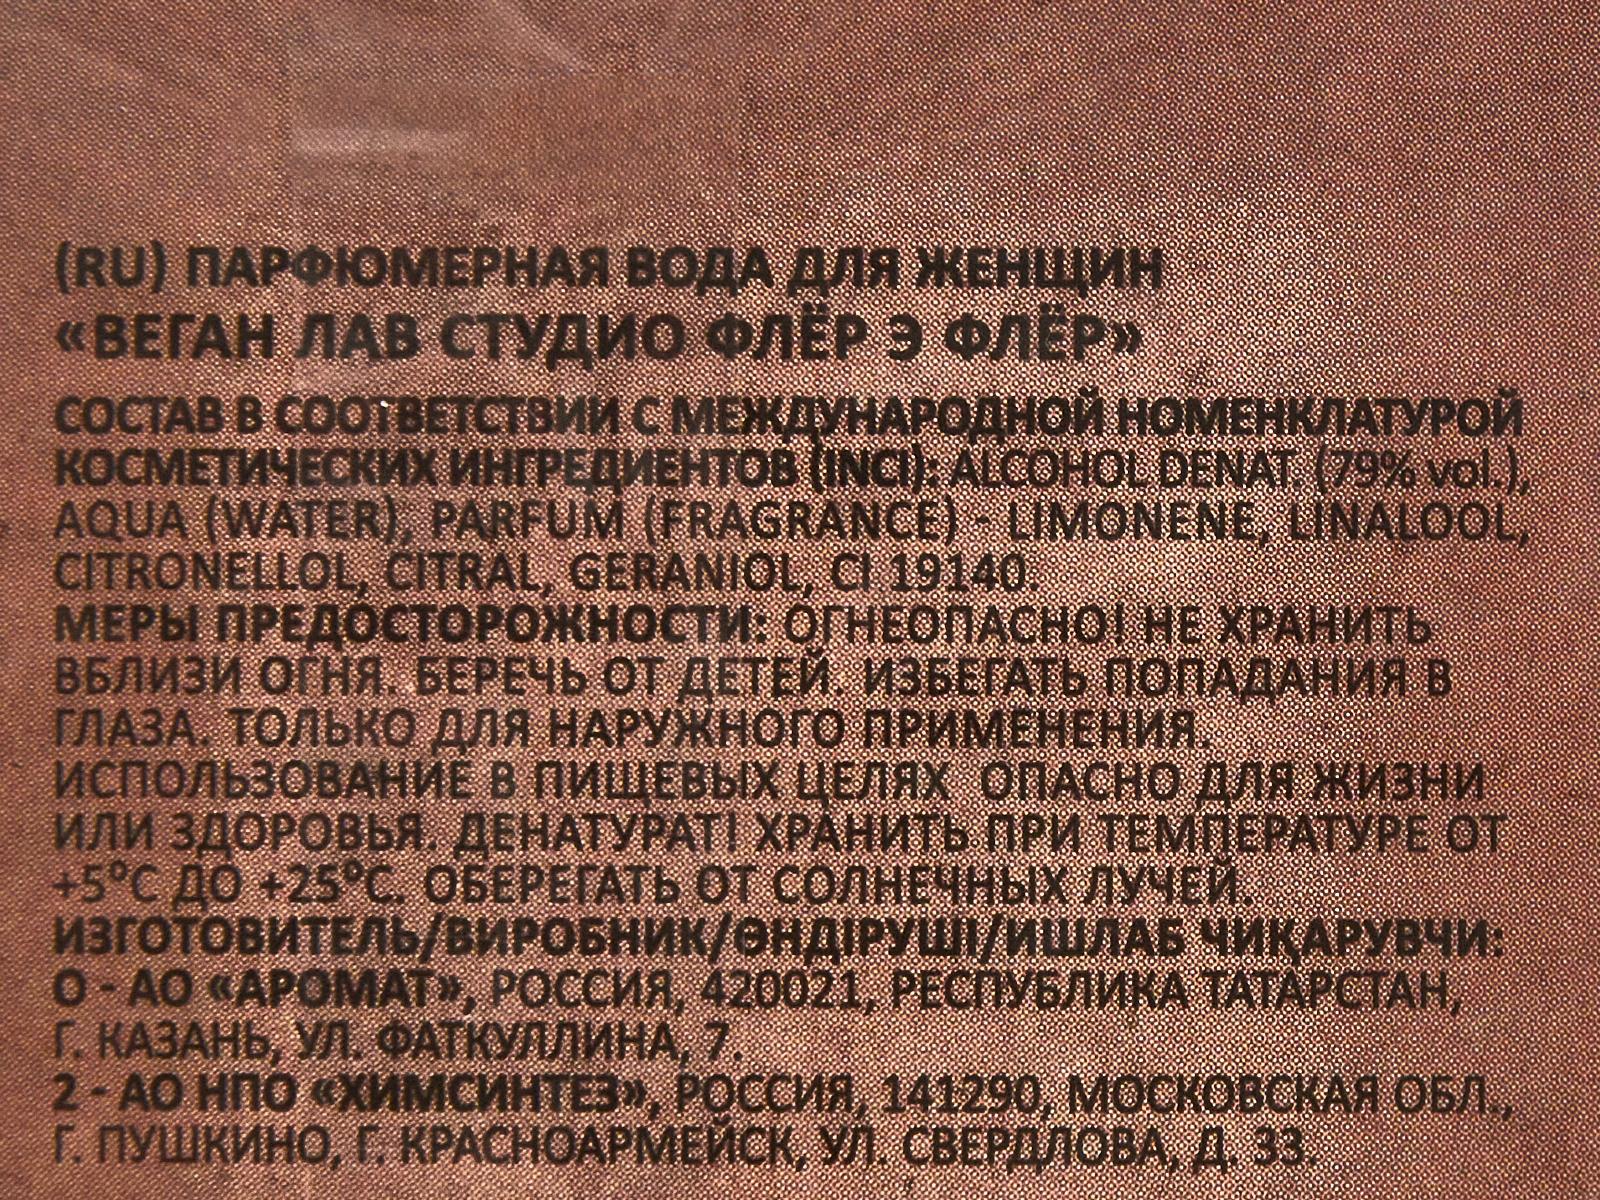 (RU) ПАРФЮМЕРНАЯ ВОДА ДЛЯ ЖЕНЩИН
«ВЕГАН ЛАВ СТУДИО ФЛЁР Э ФЛЁР»
СОСТАВ В СООТВЕТСТВИИ С МЕЖДУНАРОДНОЙ НОМЕНКЛАТУРОЙ
КОСМЕТИЧЕСКИХ ИНГРЕДИЕНТОВ (INCI): ALCOHOL DENAT. (79% vol.),
AQUA (WATER), PARFUM (FRAGRANCE) - LIMONENE, LINALOOL,
CITRONELLOL, CITRAL, GERANIOL, CI 19140.
МЕРЫ ПРЕДОСТОРОЖНОСТИ: ОГНЕОПАСНО! НЕ ХРАНИТЬ
ВБЛИЗИ ОГНЯ. БЕРЕЧЬ ОТ ДЕТЕЙ. ИЗБЕГАТЬ ПОПАДАНИЯ В
ГЛАЗА. ТОЛЬКО ДЛЯ НАРУЖНОГО ПРИМЕНЕНИЯ.
ИСПОЛЬЗОВАНИЕ В ПИЩЕВЫХ ЦЕЛЯХ ОПАСНО ДЛЯ ЖИЗНИ
ИЛИ ЗДОРОВЬЯ. ДЕНАТУРАТ! ХРАНИТЬ ПРИ ТЕМПЕРАТУРЕ ОТ
+5°C ДО +25°C. ОБЕРЕГАТЬ ОТ СОЛНЕЧНЫХ ЛУЧЕЙ.
ИЗГОТОВИТЕЛЬ/ВИРОБНИК/ӨНДІРУШІ/ИШЛАБ ЧИҚАРУВЧИ:
0 - АО «АРОМАТ», РОССИЯ, 420021, РЕСПУБЛИКА ТАТАРСТАН,
Г. КАЗАНЬ, УЛ. ФАТКУЛЛИНА, 7.
2 - АО НПО «ХИМСИНТЕЗ», РОССИЯ, 141290, МОСКОВСКАЯ ОБЛ.,
Г. ПУШКИНО, Г. КРАСНОАРМЕЙСК, УЛ. СВЕРДЛОВА, Д. 33.